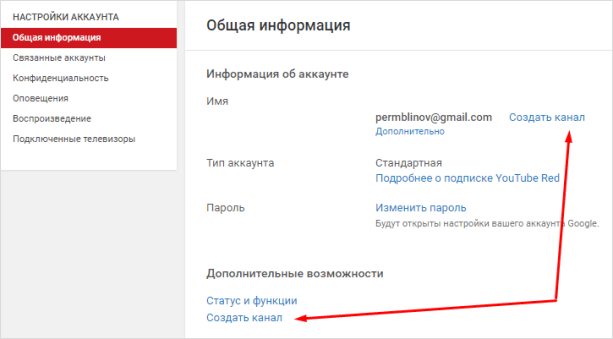 НАСТРОЙКИ АККАУНТА
Общая информация
Связанные аккаунты
Конфиденциальность
Оповещения
Воспроизведение
Подключенные телевизоры
Общая информация
Информация об аккаунте
Имя
permblinov@gmail.com Создать канал
Дополнительно
Тип аккаунта Стандартная
Подробнее о подписке YouTube Red
Пароль Изменить пароль
Будут открыты настройки вашего аккаунта Google.
Дополнительные возможности
Статус и функции
Создать канал